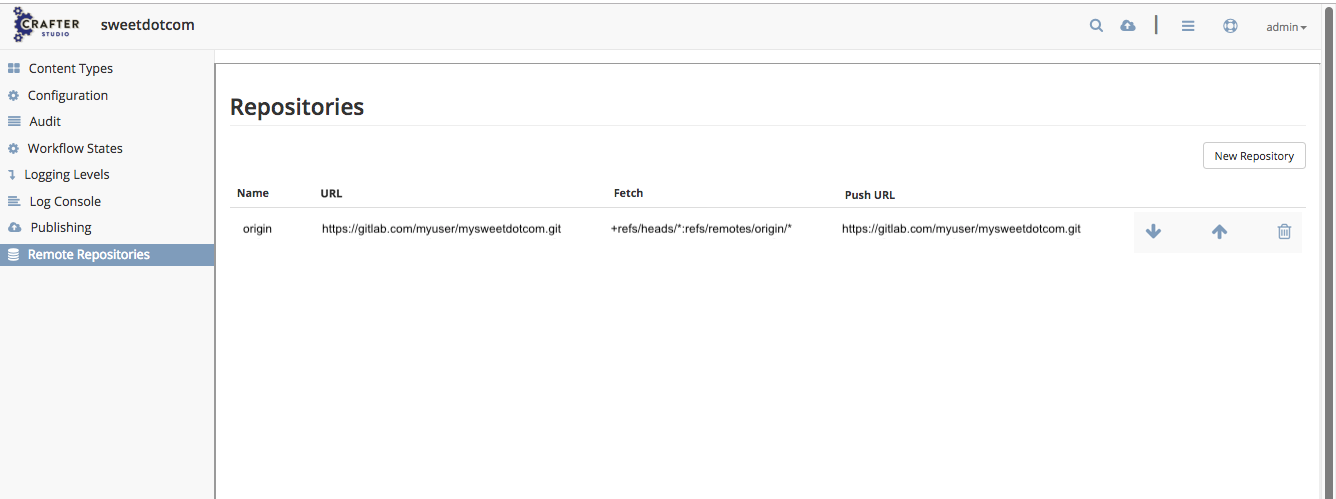 CRAFTER
STUDIO
sweetdotcom
admin
Content Types
Configuration
Audit
Workflow States
Logging Levels
Log Console
Publishing
Remote Repositories
Repositories
New Repository
Name URL Fetch Push URL
origin https://gitlab.com/myuser/mysweetdotcom.git +refs/heads/*:refs/remotes/origin/* https://gitlab.com/myuser/mysweetdotcom.git